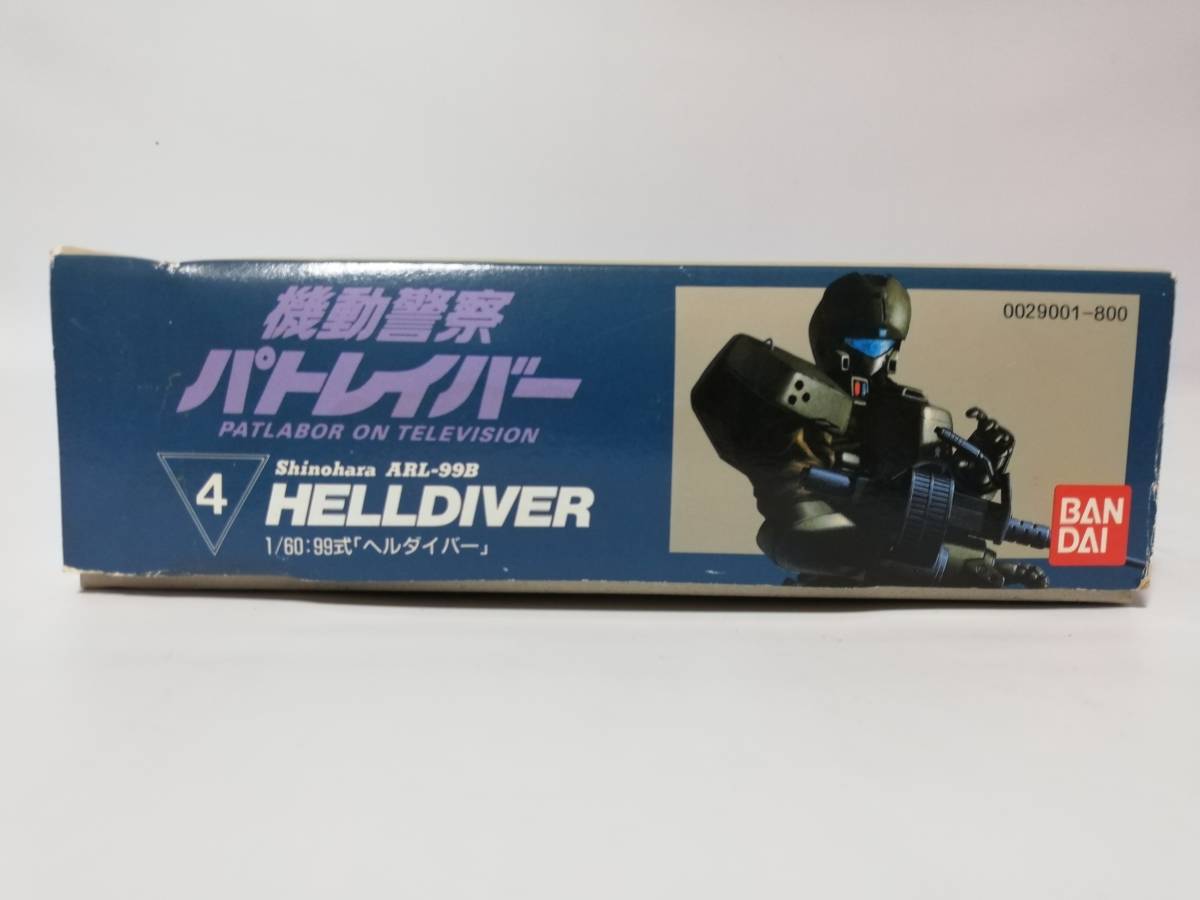 機動警察
パトレイバー
PATLABOR ON TELEVISION
4
Shinohara ARL-99B
HELLDIVER
1/60:99式「ヘルダイバー」
0029001-800
BAN
DAI